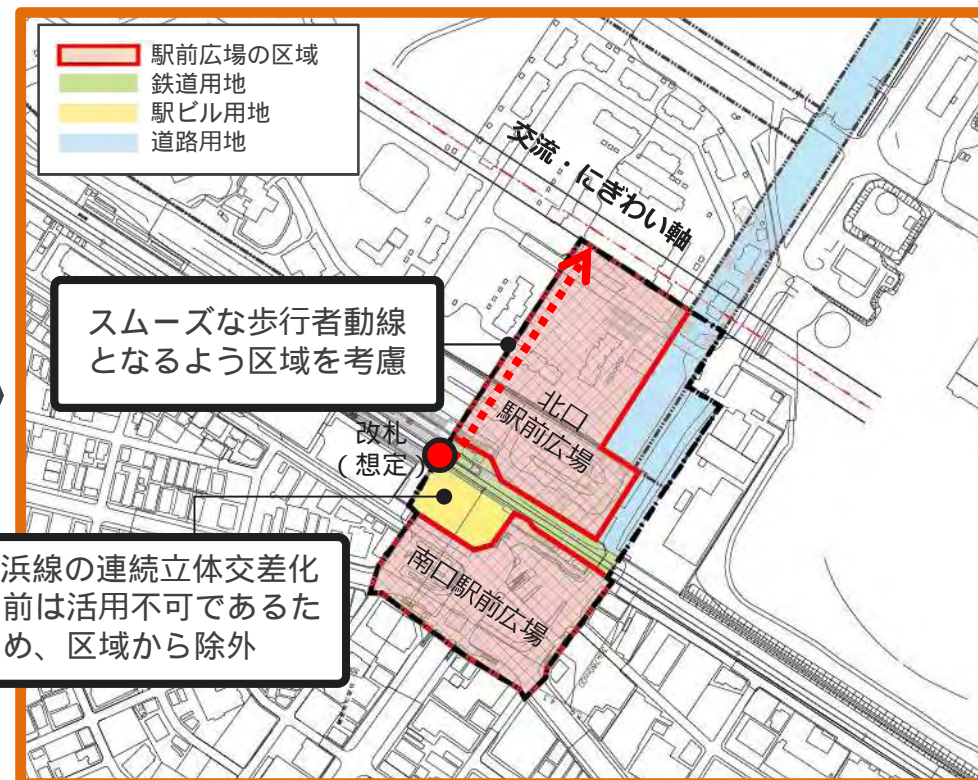 駅前広場の区域
鉄道用地
駅ビル用地
道路用地
交流・にぎわい軸
スムーズな歩行者動線
となるよう区域を考慮
北口
駅前広場
改札
(想定)
浜線の連続立体交差化
前は活用不可であるた
め、区域から除外
南口駅前広場